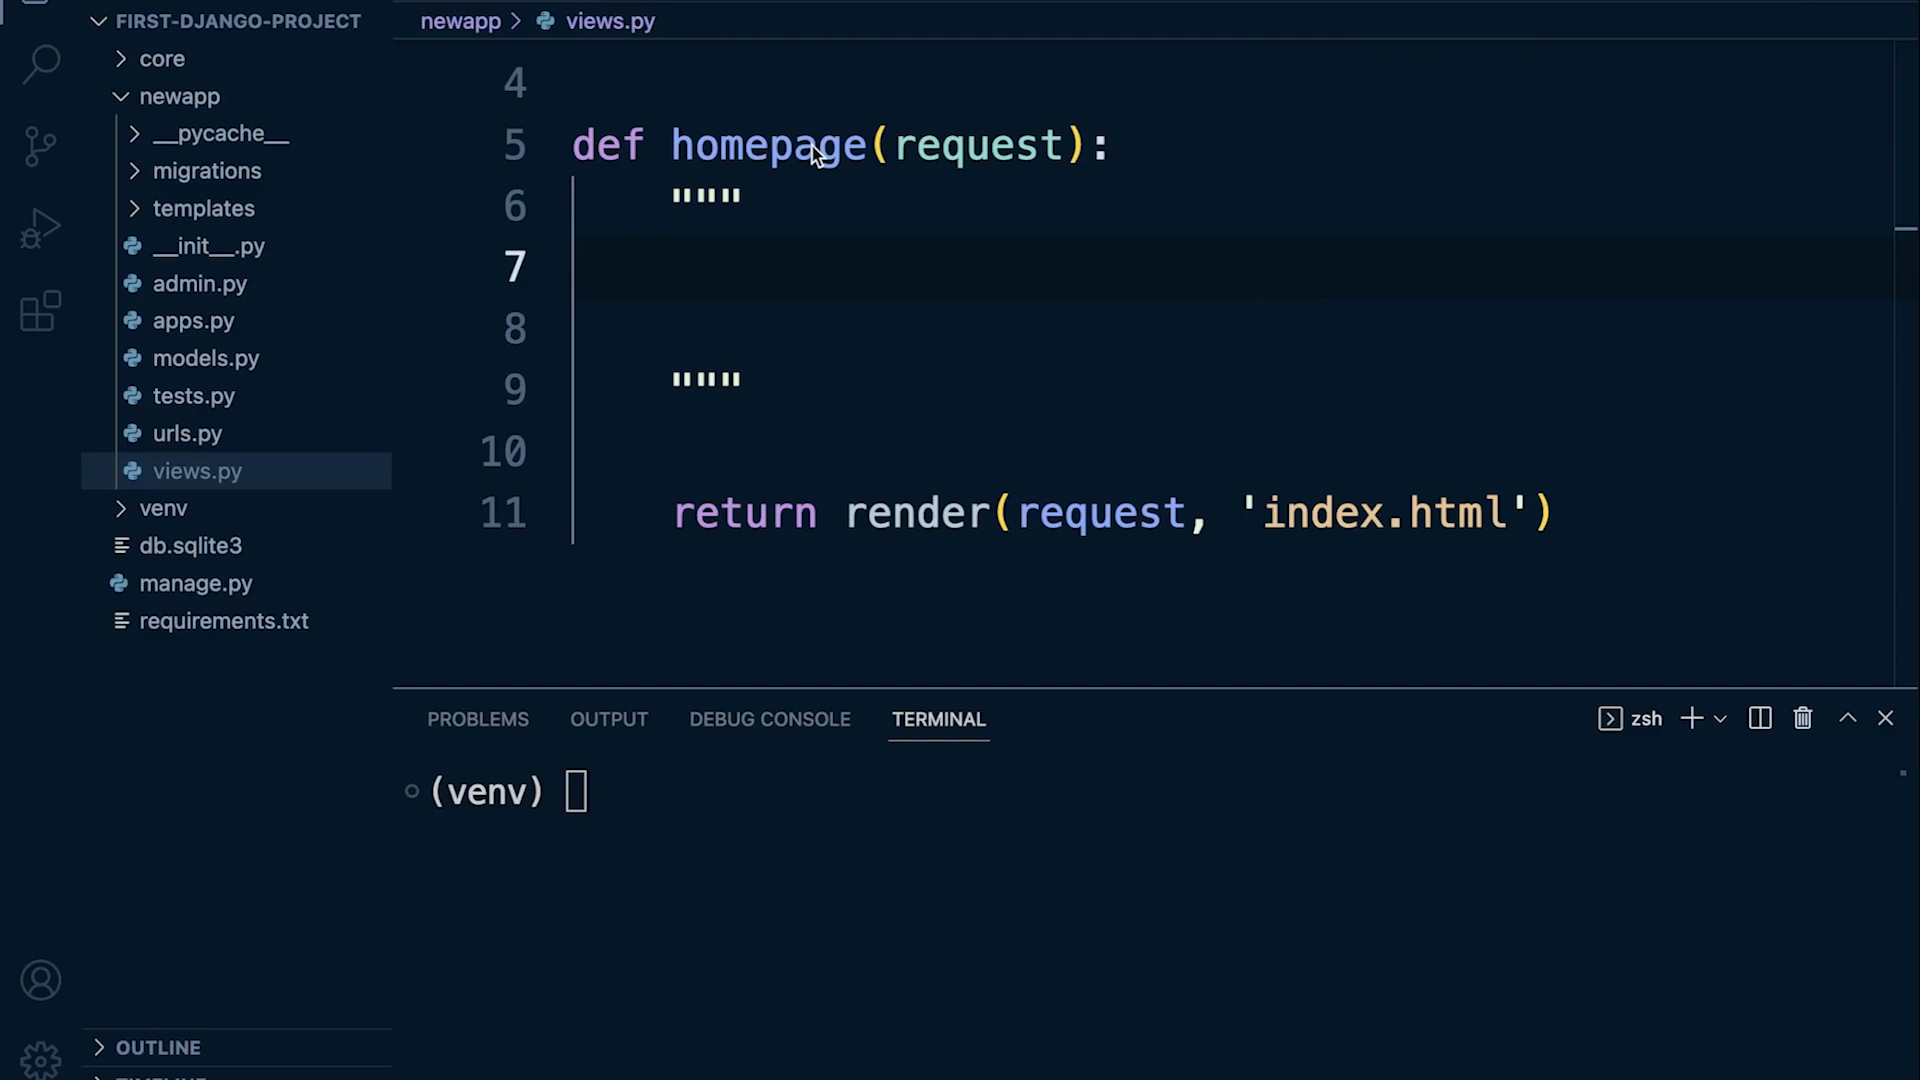 FIRST-DJANGO-PROJECT
core
newapp
__pycache__
migrations
templates
__init__.py
admin.py
apps.py
models.py
tests.py
urls.py
views.py
venv
db.sqlite3
manage.py
requirements.txt
OUTLINE
newapp > views.py
4
5 def homepage(request):
6 """
7
8
9 """
10
11 return render(request, 'index.html')
PROBLEMS OUTPUT DEBUG CONSOLE TERMINAL zsh
(venv)